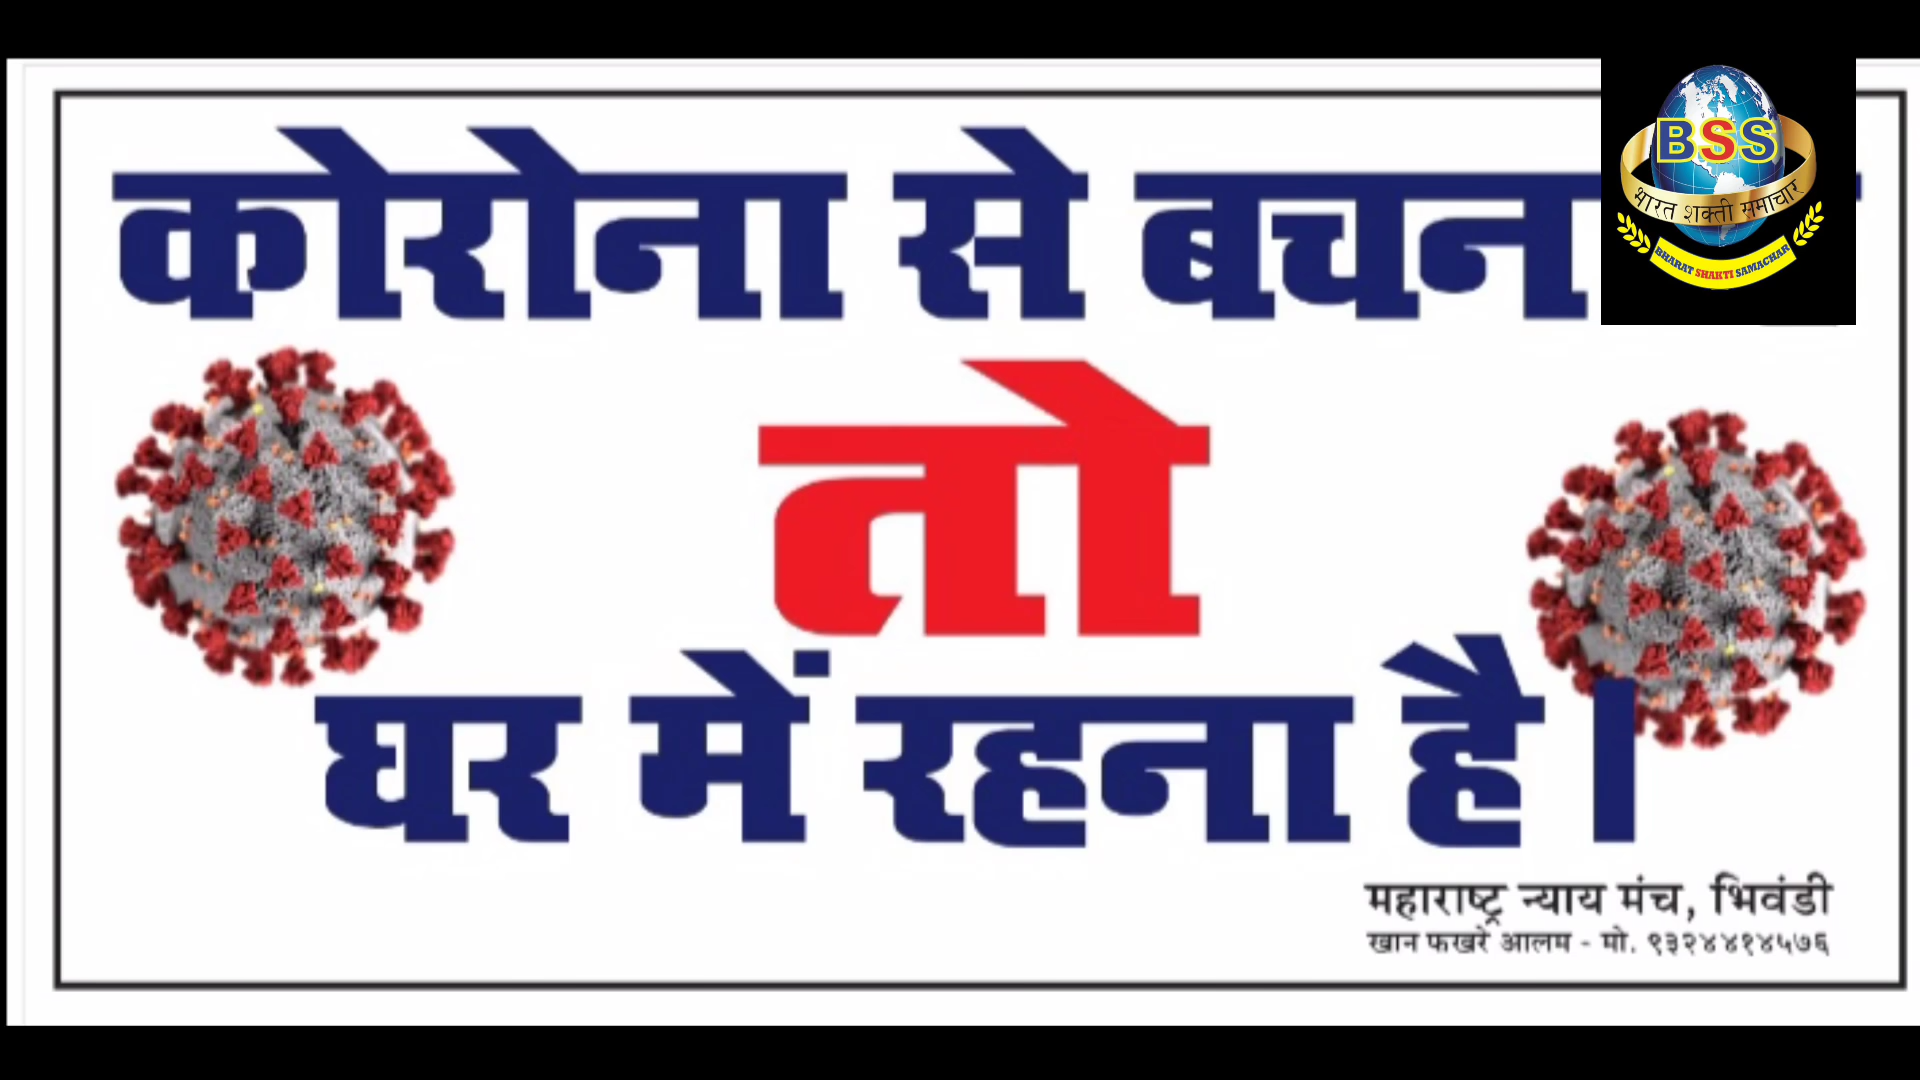 कोरोना से बचन
BSS
भारत शक्ती समाचार
BHARAT SHAKTI SAMACHAR
तो
घर में रहना है।
महाराष्ट्र न्याय मंच, भिवंडी
खान फखरे आलम - मो. ९३२४४१४५७६